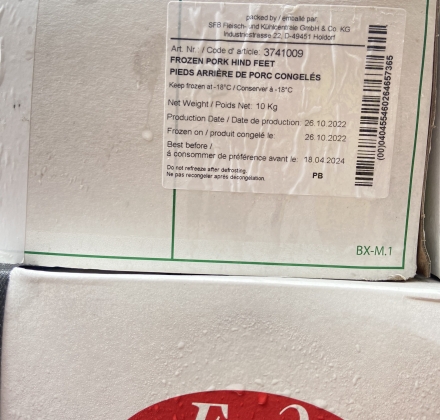 packed by / emballé par:
SFB Fleisch- und Kühlcentrale GmbH & Co. KG
Industriestrasse 22, D-49451 Holdorf
Art. Nr. / Code d' article: 3741009
FROZEN PORK HIND FEET
PIEDS ARRIÈRE DE PORC CONGELÉS
Keep frozen at -18°C / Conserver à -18°C
Net Weight / Poids Net: 10 Kg
Production Date / Date de production 26.10.2022
Frozen on / produit congelé le: 26.10.2022
Best before /
à consommer de préférence avant le: 18.04.2024
Do not refreeze after defrosting.
Ne pas recongeler après décongelation.
PB
BX-M.1